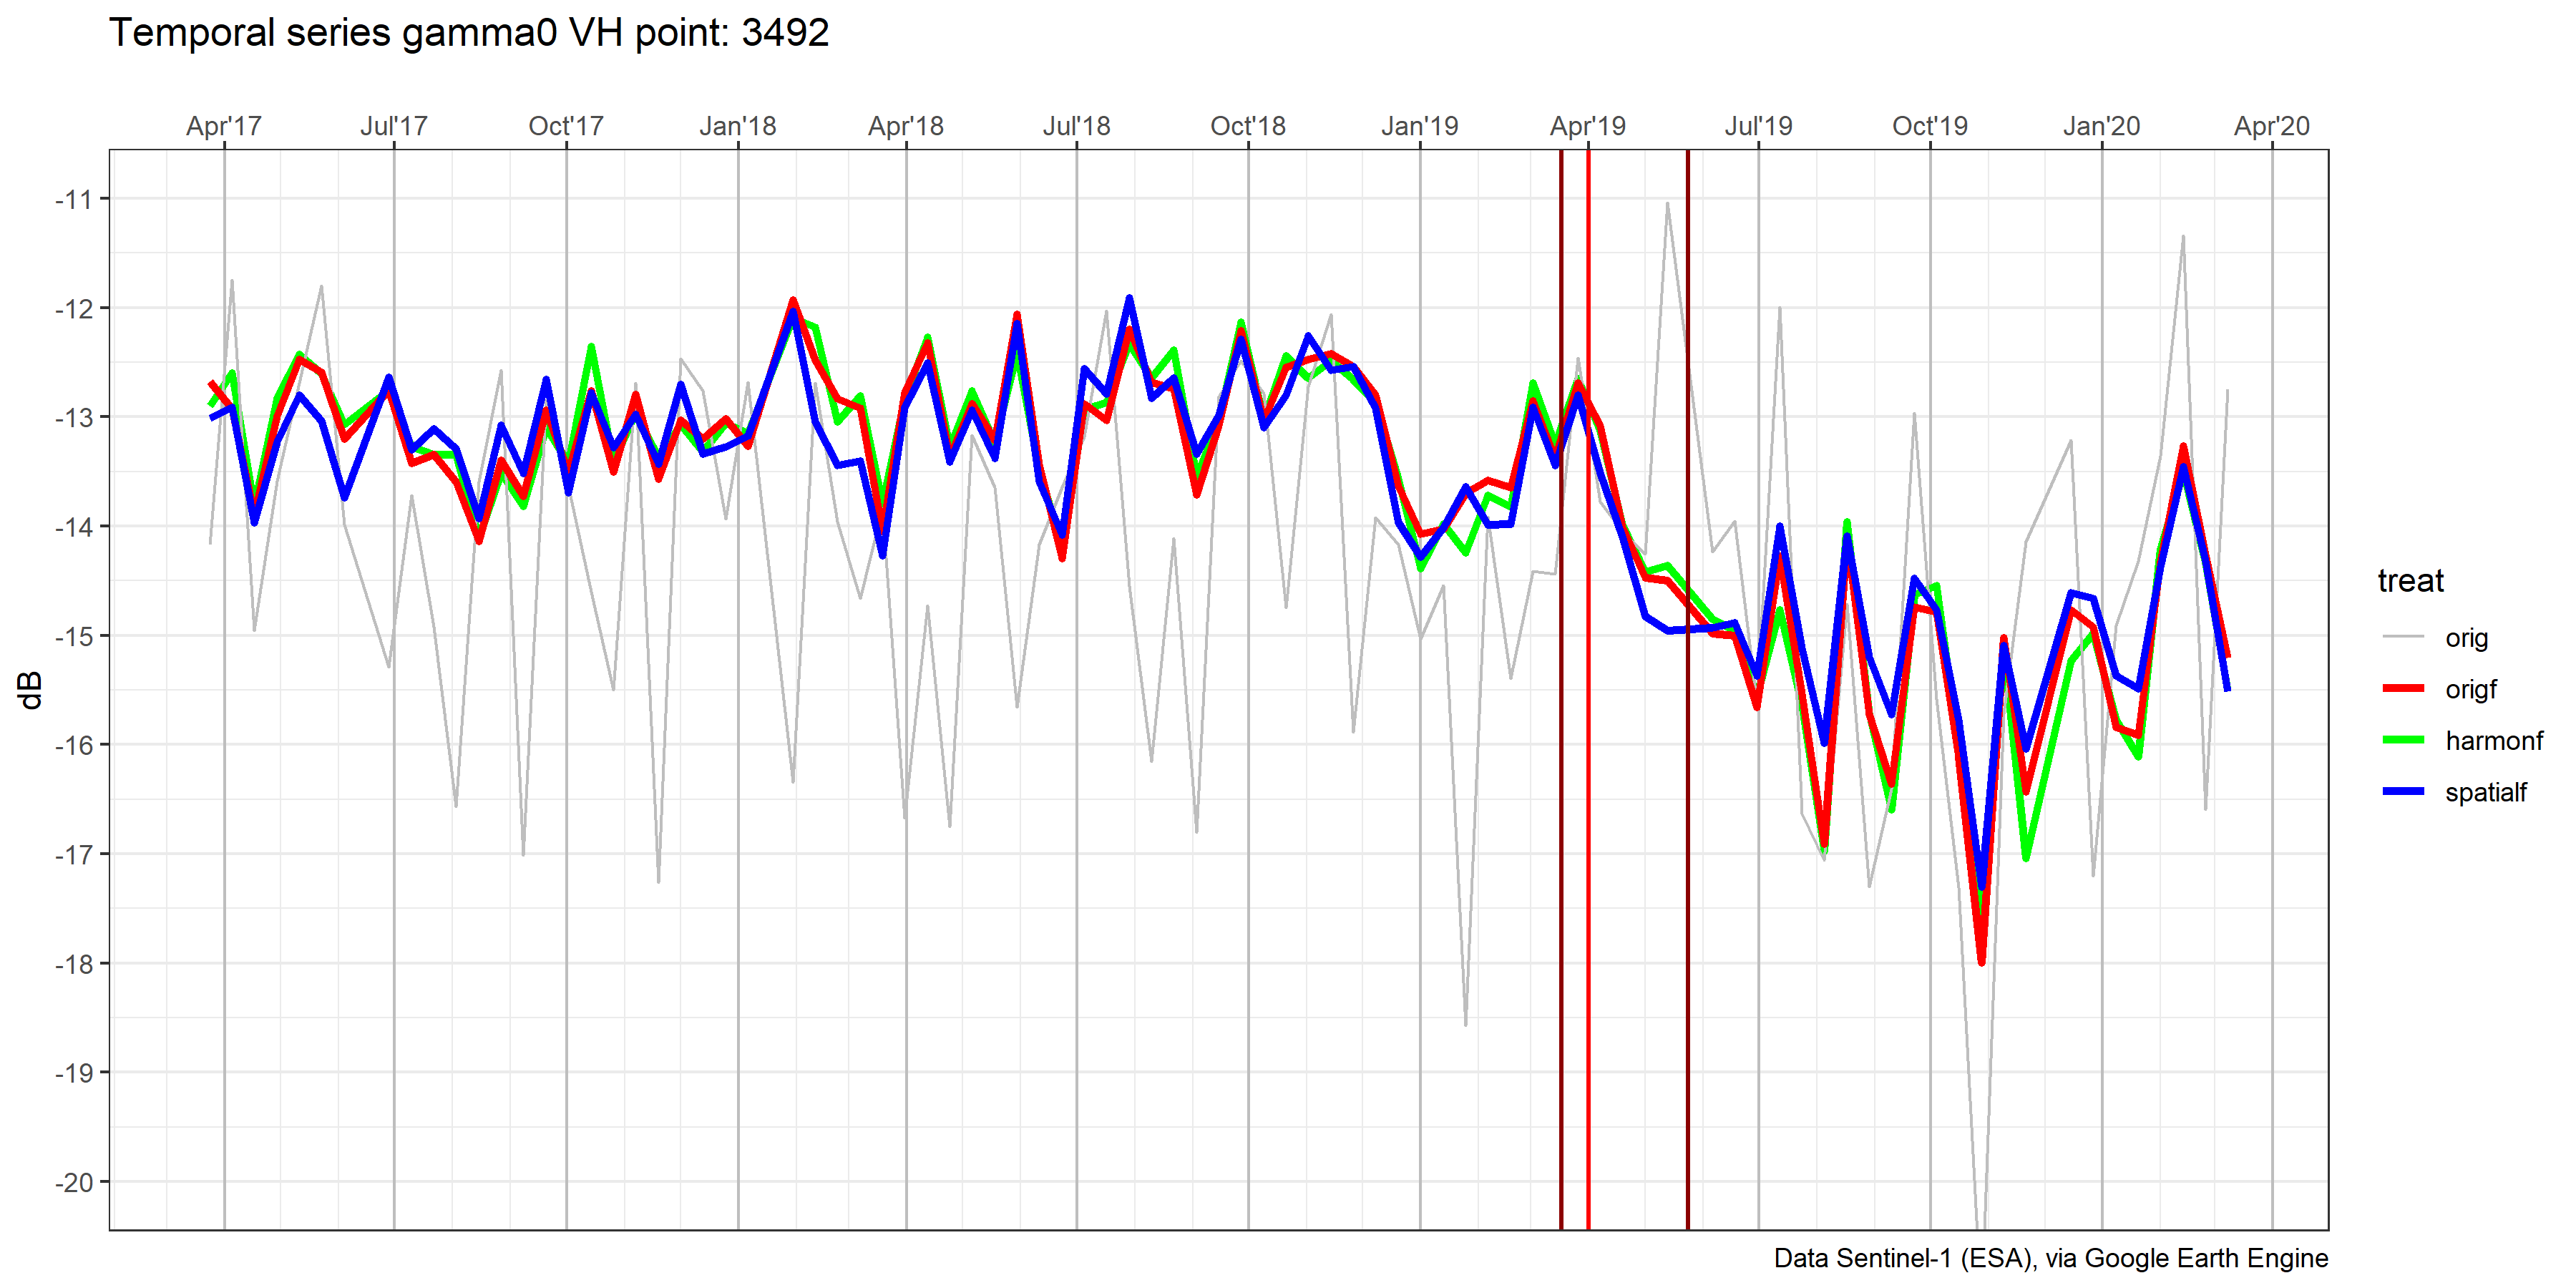 Temporal series gamma0 VH point: 3492
Apr'17 Jul'17 Oct'17 Jan'18 Apr'18 Jul'18 Oct'18 Jan'19 Apr'19 Jul'19 Oct'19 Jan'20 Apr'20
-11
-12
-13
-14
-15
-16
-17
-18
-19
-20
dB
treat
orig
origf
harmonf
spatialf
Data Sentinel-1 (ESA), via Google Earth Engine